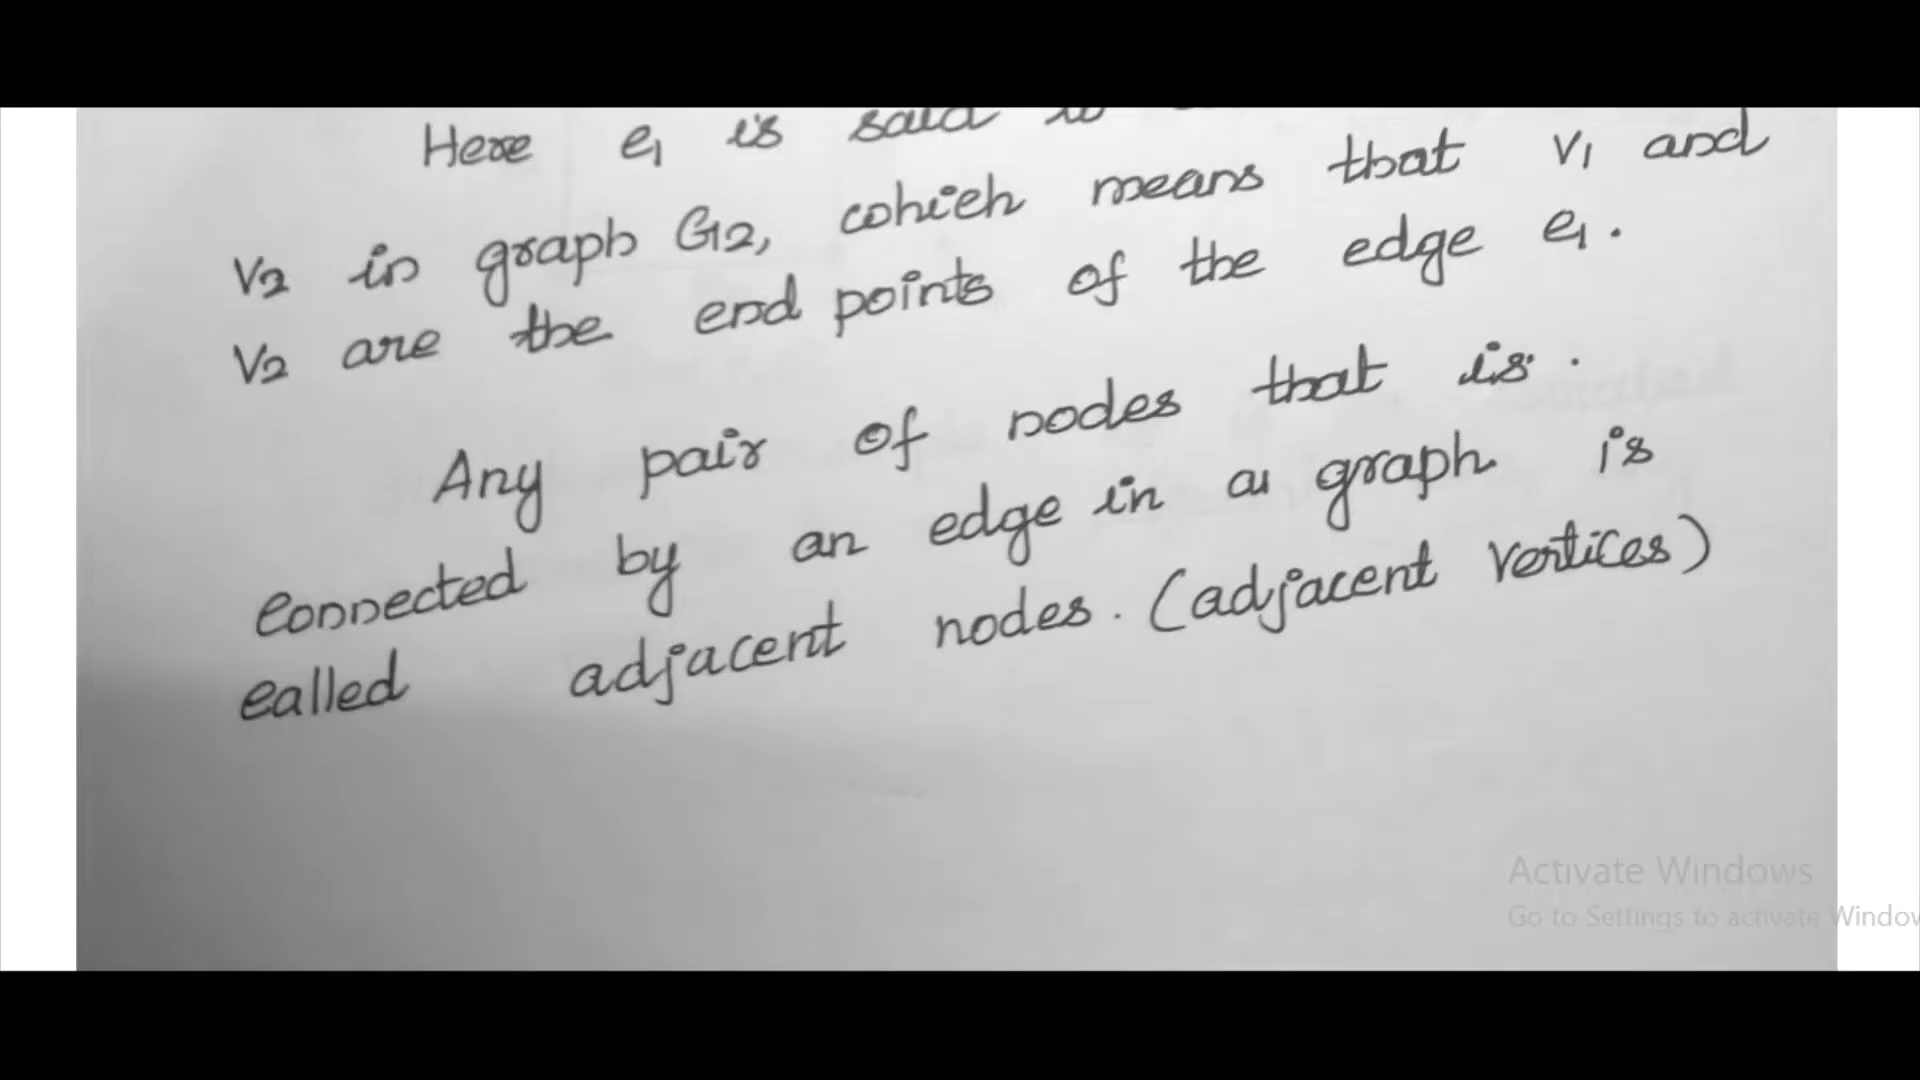 Here e1 is said to
V2 in graph G2, which means that V1 and
V2 are the end points of the edge e1.
Any pair of nodes that is.
connected by an edge in a graph is
called adjacent nodes. (adjacent vertices)
Activate Windows
Go to Settings to activate Window